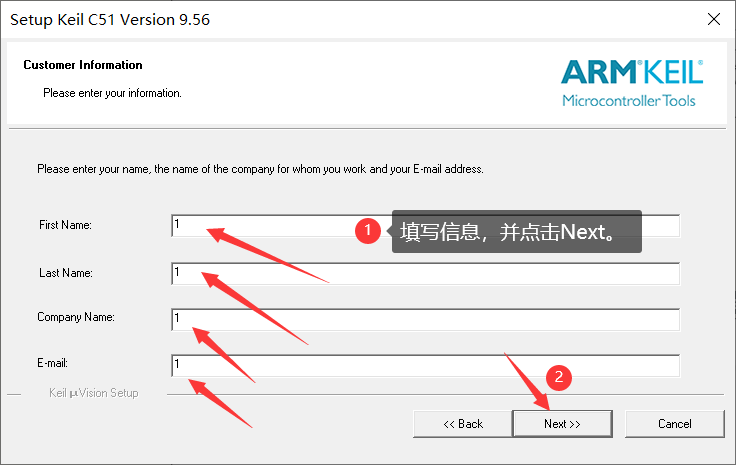 Setup Keil C51 Version 9.56
Customer Information
Please enter your information.
ARM®KEIL®
Microcontroller Tools
Please enter your name, the name of the company for whom you work and your E-mail address.
First Name: 1
1 填写信息，并点击Next。
Last Name: 1
Company Name: 1
E-mail: 1
2
Keil µVision Setup
<< Back Next >> Cancel